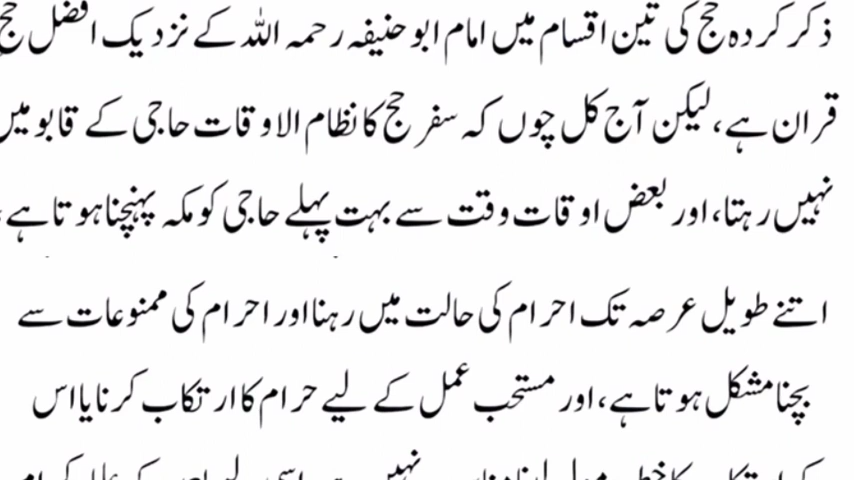 ذکر کردہ حج کی تین اقسام میں امام ابو حنیفہ رحمہ اللہ کے نزدیک افضل حج
قران ہے، لیکن آج کل چوں کہ سفر حج کا نظام الاوقات حاجی کے قابو میں
نہیں رہتا، اور بعض اوقات وقت سے بہت پہلے حاجی کو مکہ پہنچنا ہوتا ہے،
اتنے طویل عرصہ تک احرام کی حالت میں رہنا اور احرام کی ممنوعات سے
بچنا مشکل ہوتا ہے، اور مستحب عمل کے لیے حرام کا ارتکاب کرنا یا اس